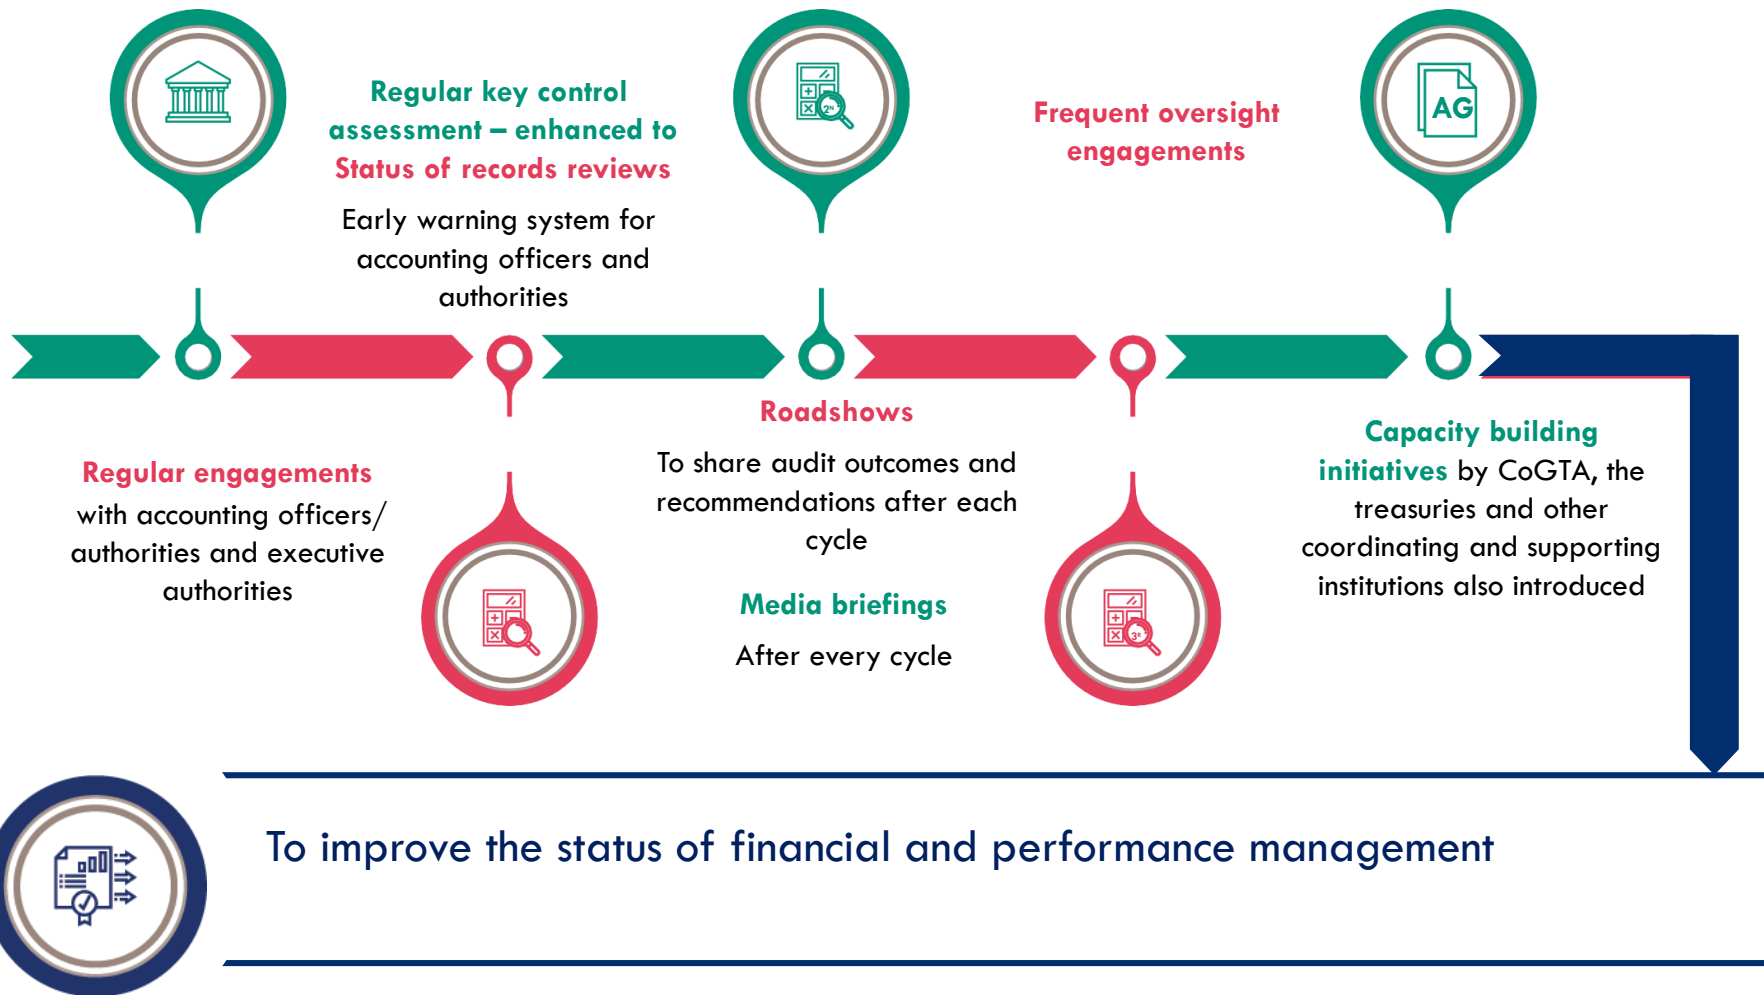 Regular key control
assessment – enhanced to
Status of records reviews
Early warning system for
accounting officers and
authorities
2ᴺ
Frequent oversight
engagements
AG
Regular engagements
with accounting officers/
authorities and executive
authorities
Roadshows
To share audit outcomes and
recommendations after each
cycle
Media briefings
After every cycle
Capacity building
initiatives by CoGTA, the
treasuries and other
coordinating and supporting
institutions also introduced
To improve the status of financial and performance management